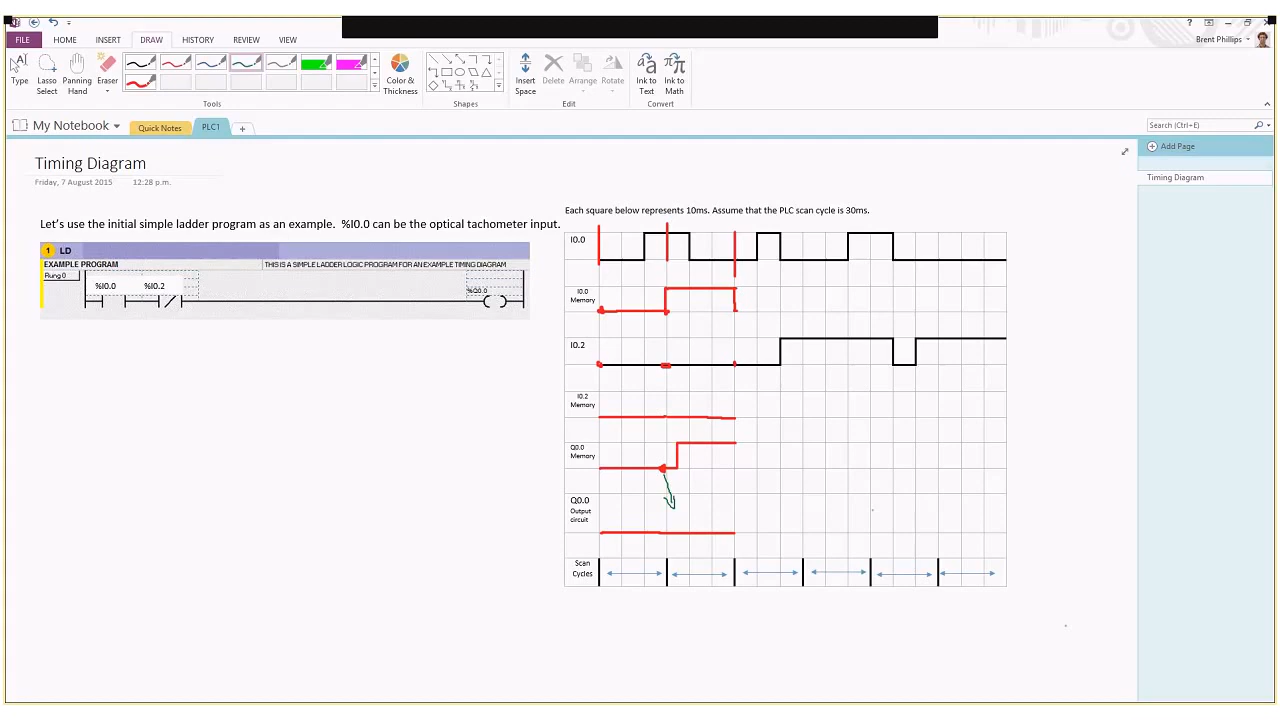 Brent Phillips
FILE HOME INSERT DRAW HISTORY REVIEW VIEW
Type
Lasso
Select
Panning
Hand
Eraser
Color &
Thickness
Insert
Space
Delete
Arrange
Rotate
Ink to
Text
Ink to
Math
Tools
Shapes
Edit
Convert
My Notebook
Quick Notes
PLC1
Search (Ctrl+E)
Add Page
Timing Diagram
Timing Diagram
Friday, 7 August 2015 12:28 p.m.
Each square below represents 10ms. Assume that the PLC scan cycle is 30ms.
Let's use the initial simple ladder program as an example. %I0.0 can be the optical tachometer input.
1 LD
EXAMPLE PROGRAM
THIS IS A SIMPLE LADDER LOGIC PROGRAM FOR AN EXAMPLE TIMING DIAGRAM
Rung 0
%I0.0
%I0.2
%Q0.0
I0.0
I0.0
Memory
I0.2
I0.2
Memory
Q0.0
Memory
Q0.0
Output
circuit
Scan
Cycles